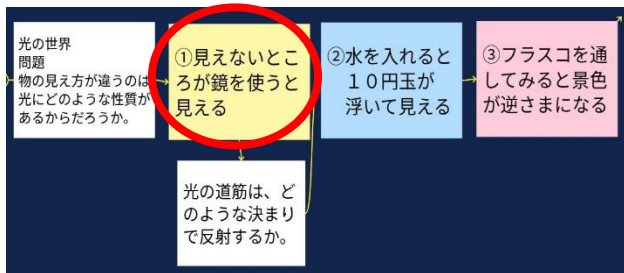 光の世界
問題
物の見え方が違うのは
光にどのような性質が
あるからだろうか。
①見えないとこ
ろが鏡を使うと
見える
②水を入れると
１０円玉が
浮いて見える
③フラスコを通
してみると景色
が逆さまになる
光の道筋は、ど
のような決まり
で反射するか。